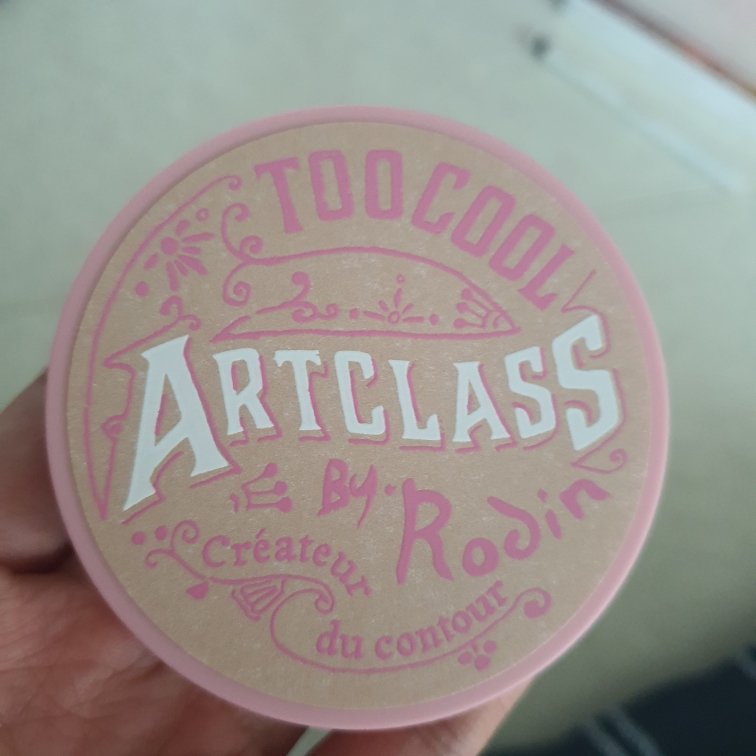 TOO COOL
ARTCLASS
By. Rodin
Créateur
du contour